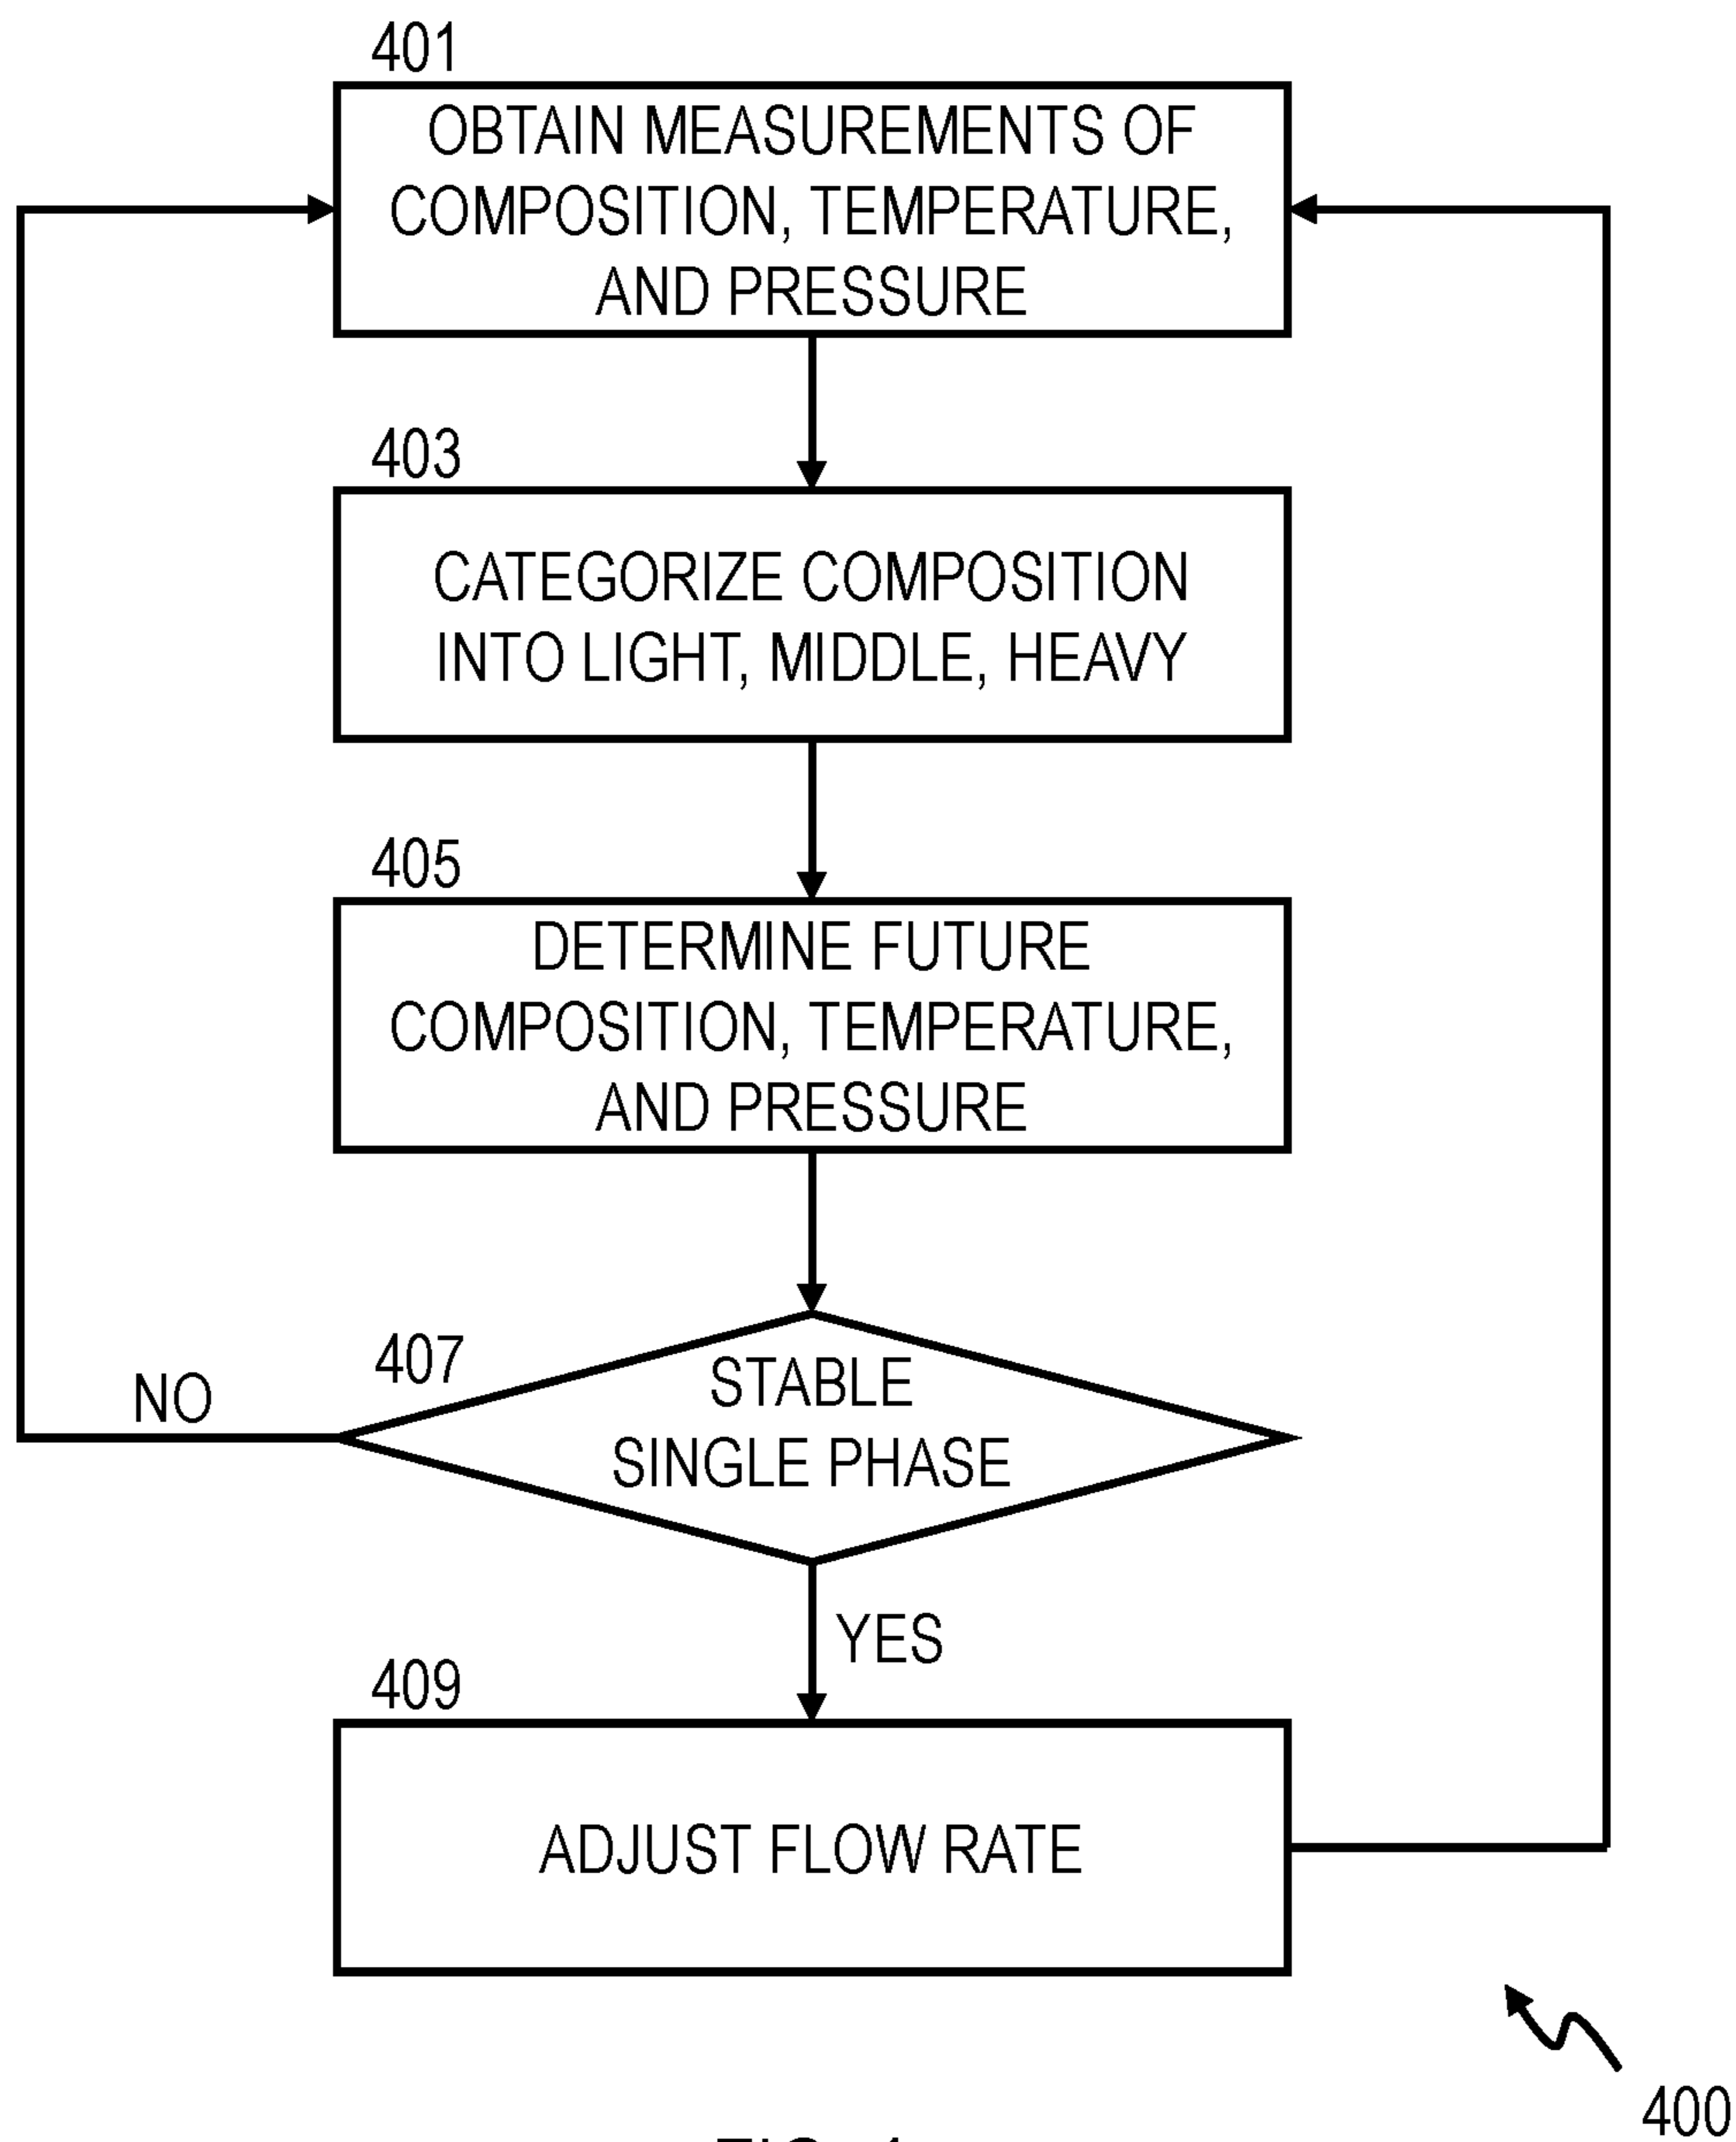 401
OBTAIN MEASUREMENTS OF
COMPOSITION, TEMPERATURE,
AND PRESSURE
403
CATEGORIZE COMPOSITION
INTO LIGHT, MIDDLE, HEAVY
405
DETERMINE FUTURE
COMPOSITION, TEMPERATURE,
AND PRESSURE
407
STABLE
SINGLE PHASE
NO
YES
409
ADJUST FLOW RATE
400